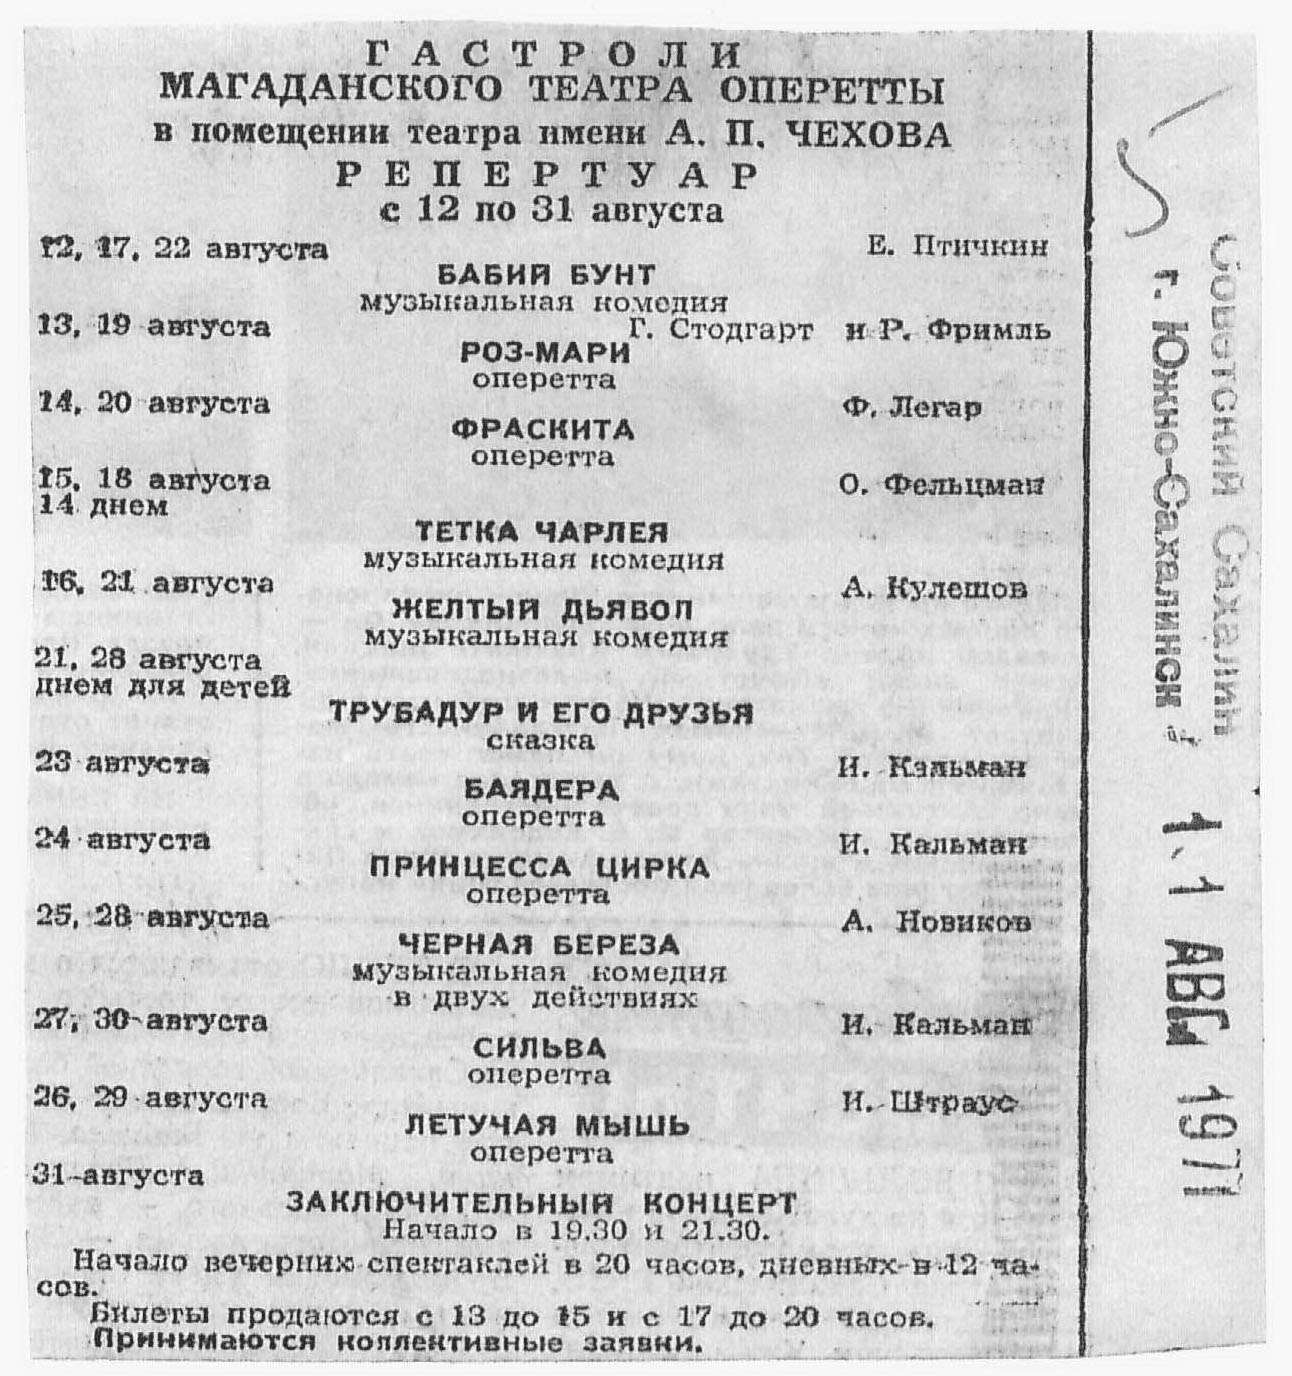 ГАСТРОЛИ
МАГАДАНСКОГО ТЕАТРА ОПЕРЕТТЫ
в помещении театра имени А. П. ЧЕХОВА
РЕПЕРТУАР
с 12 по 31 августа
12, 17, 22 августа Е. Птичкин
БАБИЙ БУНТ
музыкальная комедия
13, 19 августа Г. Стодгарт и Р. Фримль
РОЗ-МАРИ
оперетта
14, 20 августа Ф. Легар
ФРАСКИТА
оперетта
15, 18 августа О. Фельцман
14 днем
ТЕТКА ЧАРЛЕЯ
музыкальная комедия
16, 21 августа А. Кулешов
ЖЕЛТЫЙ ДЬЯВОЛ
музыкальная комедия
21, 28 августа
днем для детей
ТРУБАДУР И ЕГО ДРУЗЬЯ
сказка
23 августа И. Кальман
БАЯДЕРА
оперетта
24 августа И. Кальман
ПРИНЦЕССА ЦИРКА
оперетта
25, 28 августа А. Новиков
ЧЕРНАЯ БЕРЕЗА
музыкальная комедия
в двух действиях
27, 30 августа И. Кальман
СИЛЬВА
оперетта
26, 29 августа И. Штраус
ЛЕТУЧАЯ МЫШЬ
оперетта
31 августа
ЗАКЛЮЧИТЕЛЬНЫЙ КОНЦЕРТ
Начало в 19.30 и 21.30.
Начало вечерних спектаклей в 20 часов, дневных в 12 ча-
сов.
Билеты продаются с 13 до 15 и с 17 до 20 часов.
Принимаются коллективные заявки.
Советский Сахалин
г. Южно-Сахалинск
11 АВГ 1977